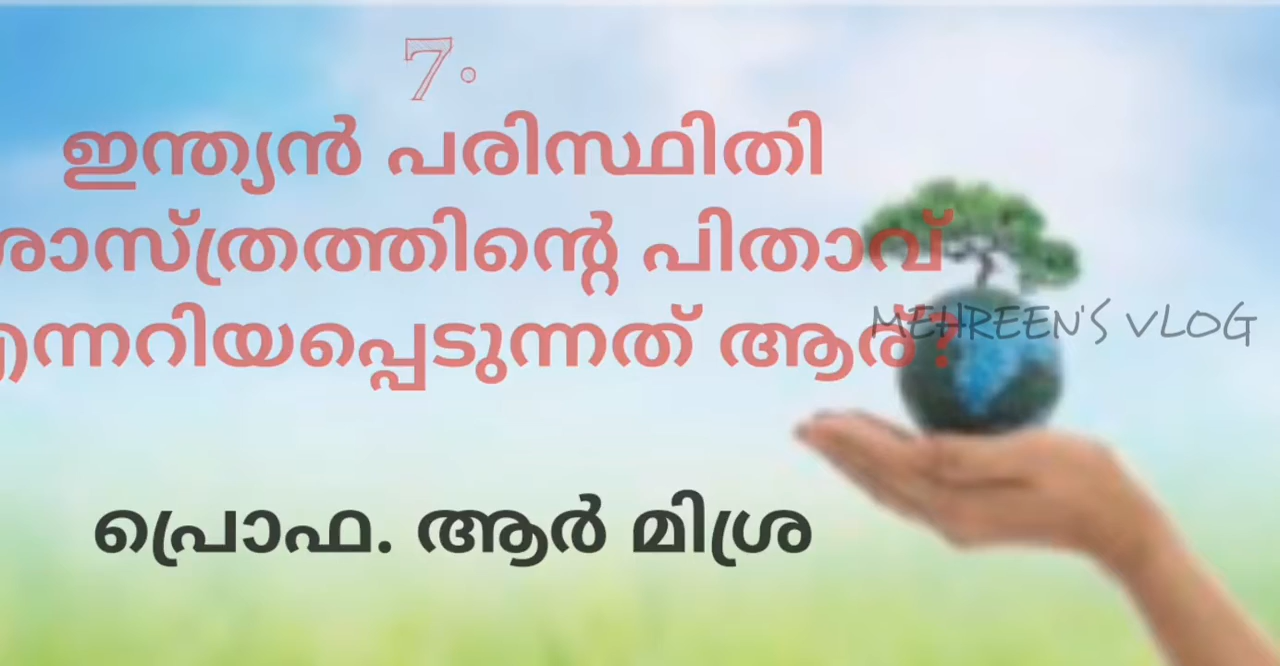 7.
ഇന്ത്യൻ പരിസ്ഥിതി
ശാസ്ത്രത്തിന്റെ പിതാവ്
എന്നറിയപ്പെടുന്നത് ആര്?
MEHREEN'S VLOG
പ്രൊഫ. ആർ മിശ്ര